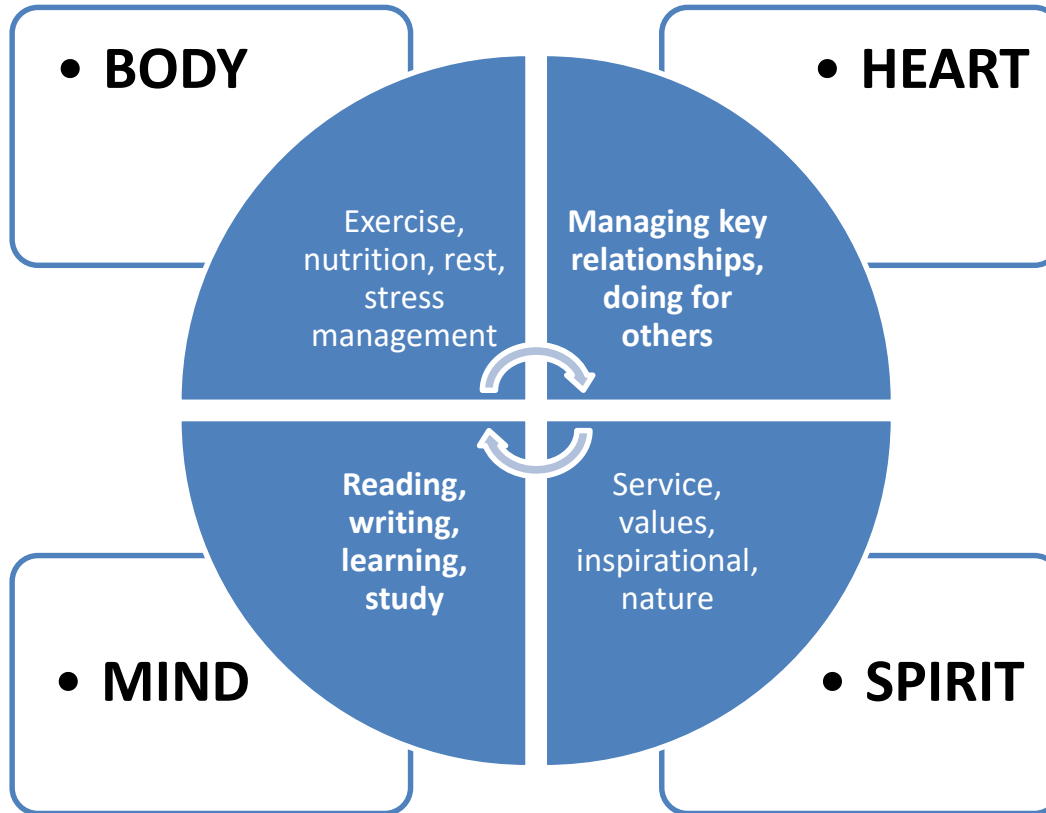 • BODY
• HEART
Exercise,
nutrition, rest,
stress
management
Managing key
relationships,
doing for
others
Reading,
writing,
learning,
study
Service,
values,
inspirational,
nature
• MIND
• SPIRIT